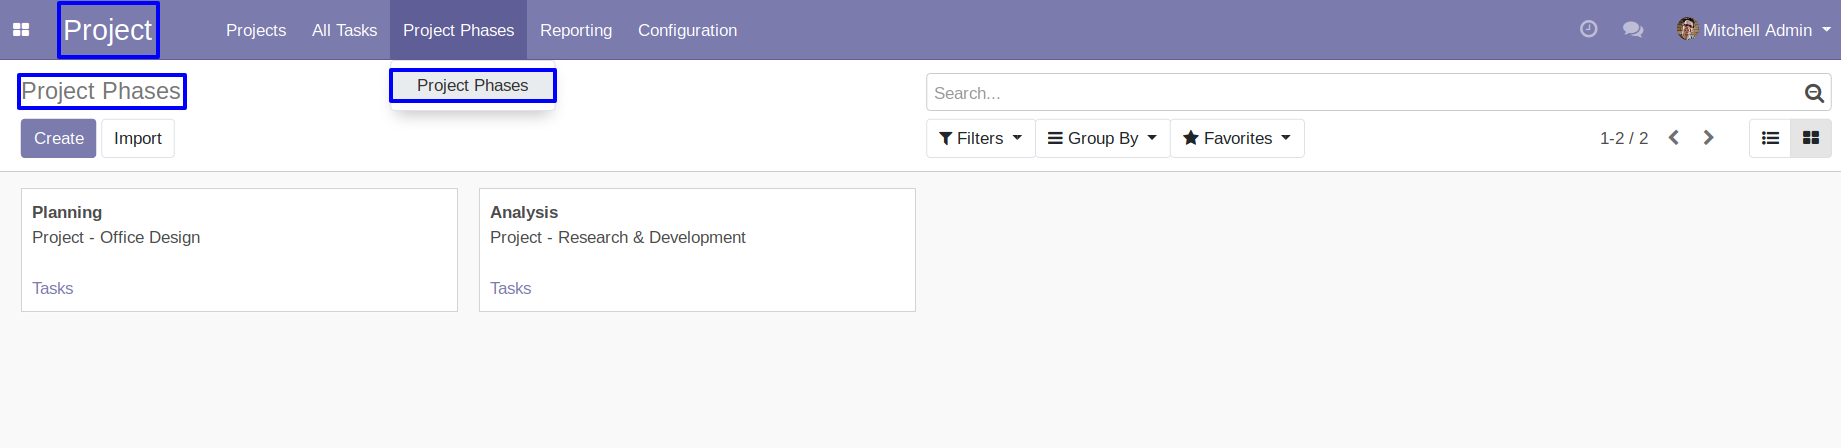 Project Projects All Tasks Project Phases Reporting Configuration Mitchell Admin
Project Phases
Project Phases
Search...
Create Import
Filters Group By Favorites 1-2 / 2
Planning
Project - Office Design
Tasks
Analysis
Project - Research & Development
Tasks